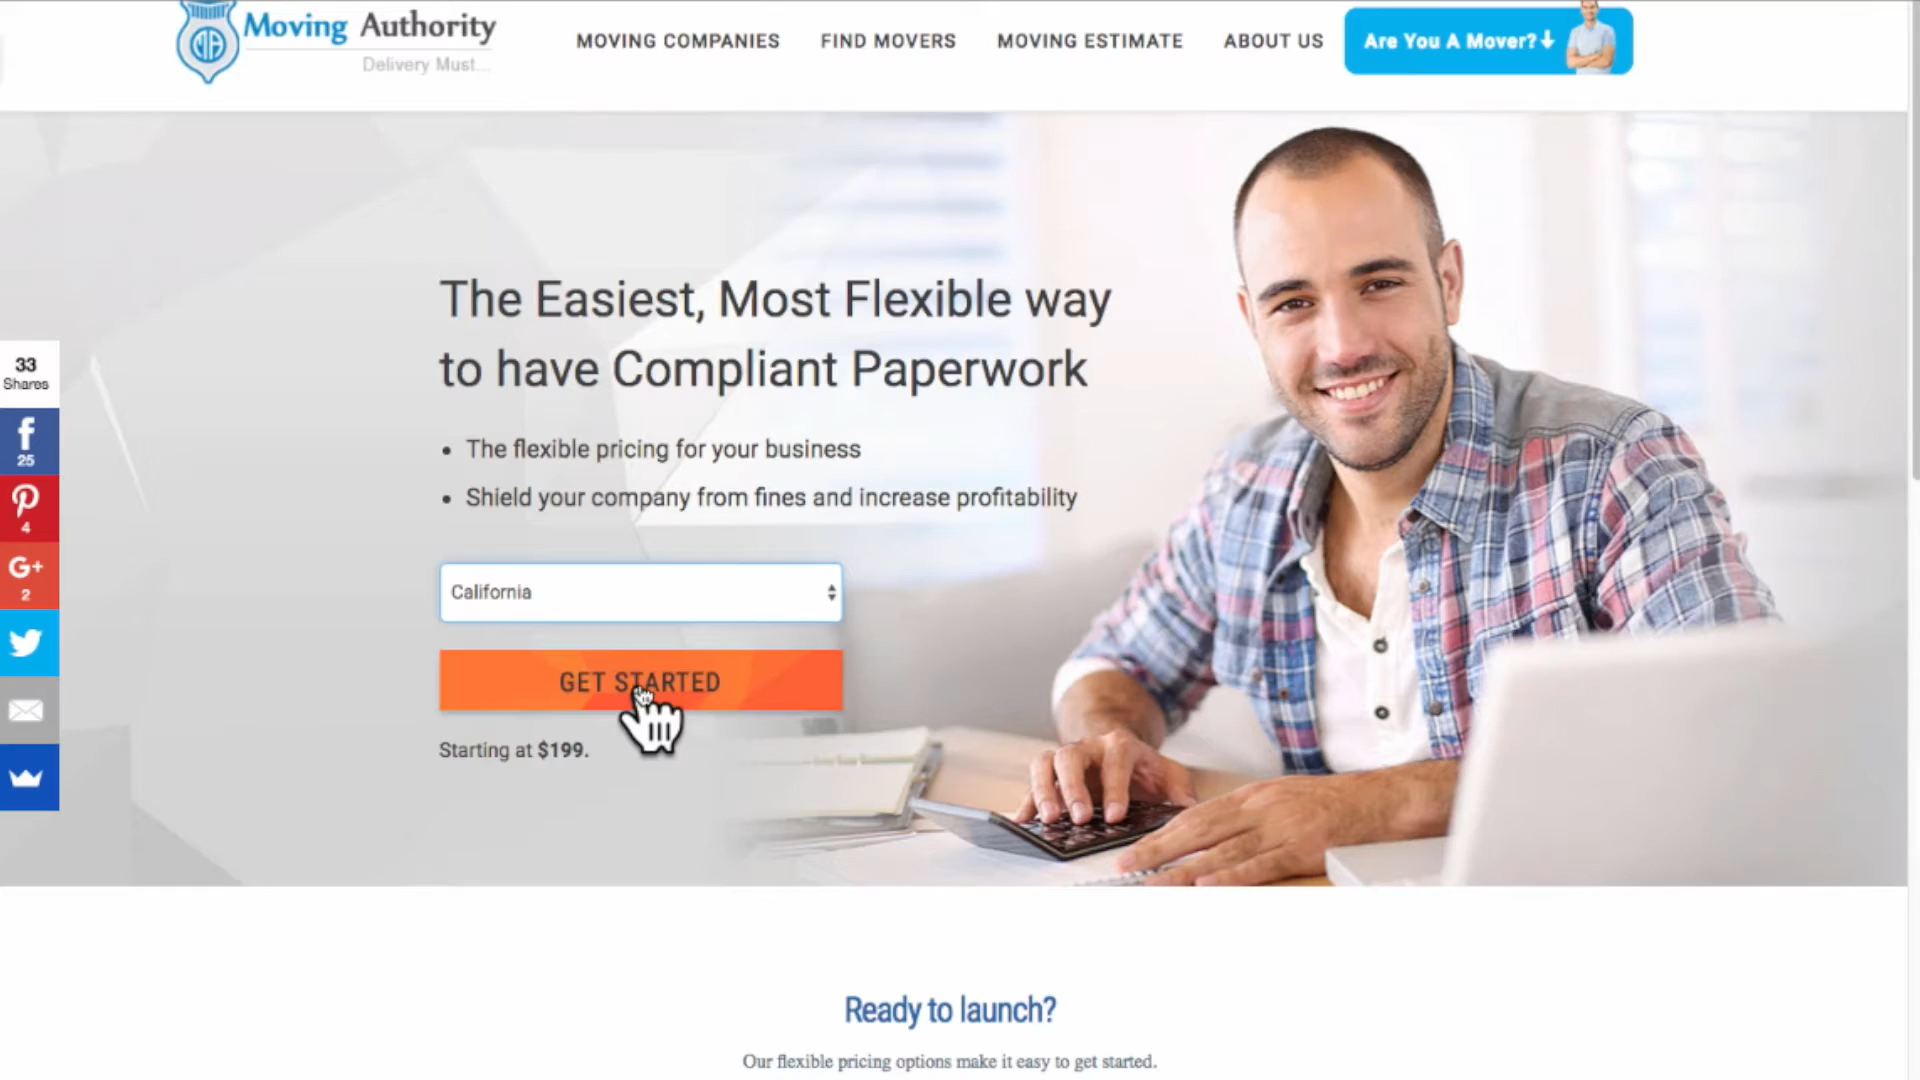 Moving Authority
Delivery Must...
MOVING COMPANIES
FIND MOVERS
MOVING ESTIMATE
ABOUT US
Are You A Mover?
The Easiest, Most Flexible way
to have Compliant Paperwork
The flexible pricing for your business
Shield your company from fines and increase profitability
California
GET STARTED
Starting at $199.
33
Shares
25
4
G+
2
Ready to launch?
Our flexible pricing options make it easy to get started.